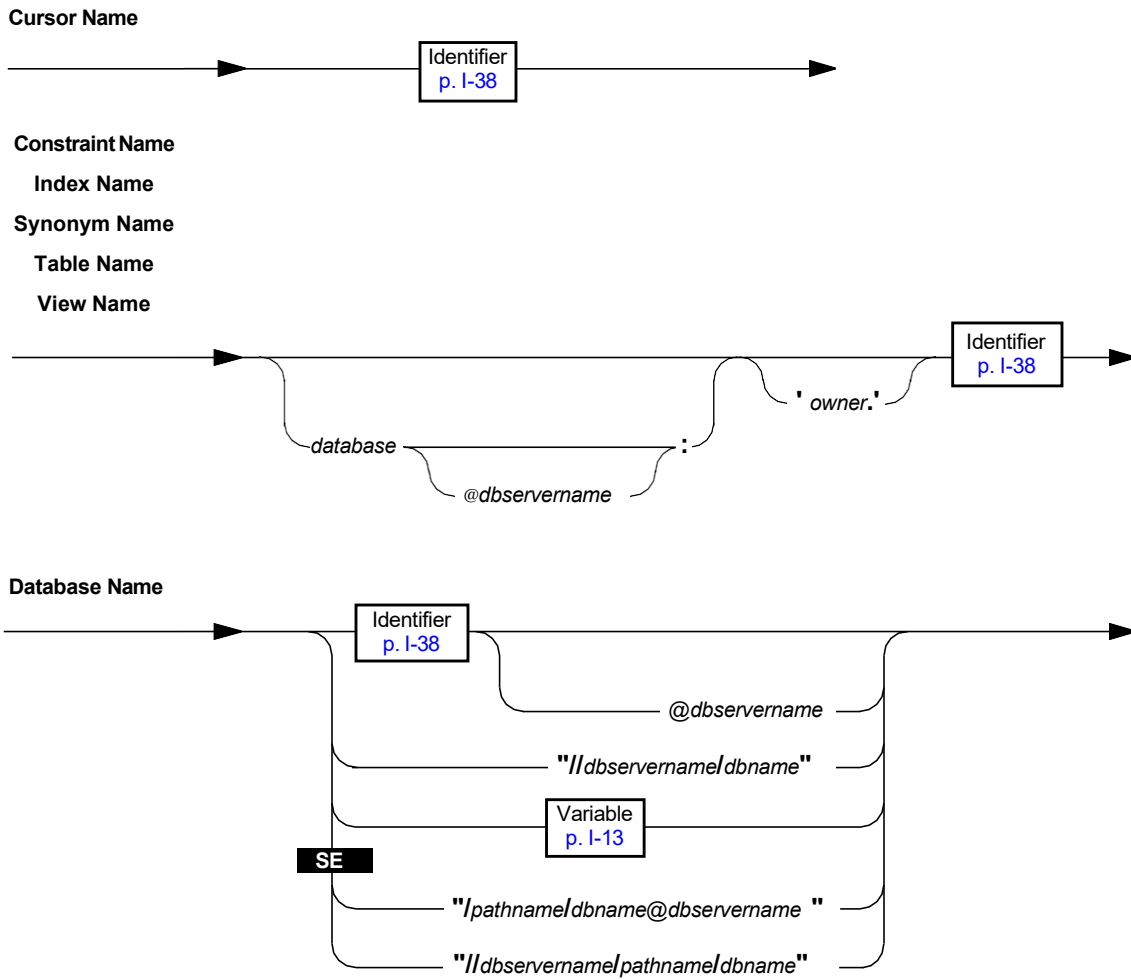 Cursor Name
Identifier
p. I-38
Constraint Name
Index Name
Synonym Name
Table Name
View Name
Identifier
p. I-38
' owner.'
database
:
@dbservername
Database Name
Identifier
p. I-38
@dbservername
"//dbservername/dbname"
Variable
p. I-13
SE
"/pathname/dbname@dbservername "
"//dbservername/pathname/dbname"